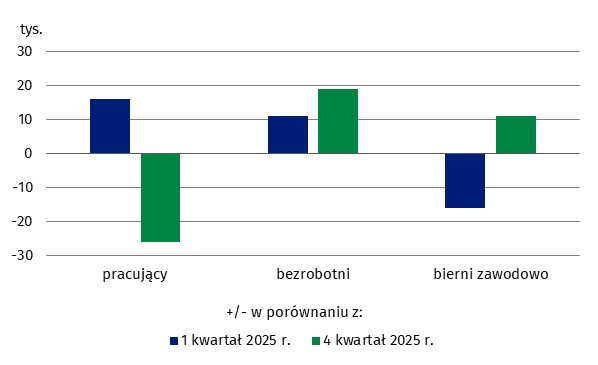 tys.
30
20
10
0
-10
-20
-30
pracujący bezrobotni bierni zawodowo
+/- w porównaniu z:
1 kwartał 2025 r. 4 kwartał 2025 r.